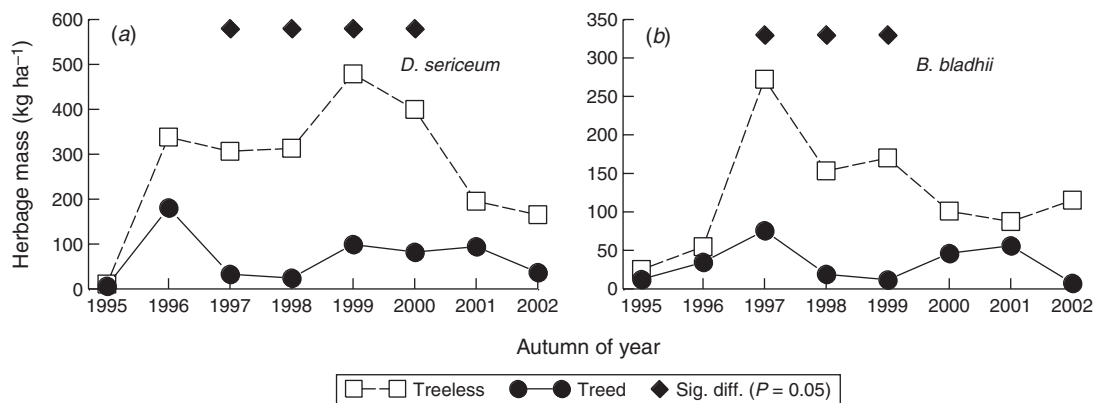 (a)
D. sericeum
Herbage mass (kg ha⁻¹)
600
500
400
300
200
100
0
1995 1996 1997 1998 1999 2000 2001 2002
(b)
B. bladhii
350
300
250
200
150
100
50
0
1995 1996 1997 1998 1999 2000 2001 2002
Autumn of year
Treeless Treed Sig. diff. (P = 0.05)